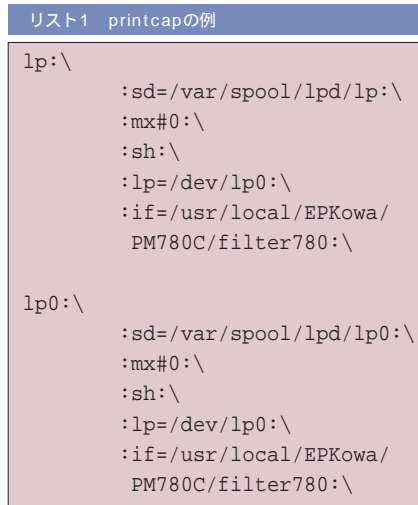 リスト1 printcapの例
lp:\
:sd=/var/spool/lpd/lp:\
:mx#0:\
:sh:\
:lp=/dev/lp0:\
:if=/usr/local/EPKowa/
PM780C/filter780:\
lp0:\
:sd=/var/spool/lpd/lp0:\
:mx#0:\
:sh:\
:lp=/dev/lp0:\
:if=/usr/local/EPKowa/
PM780C/filter780:\